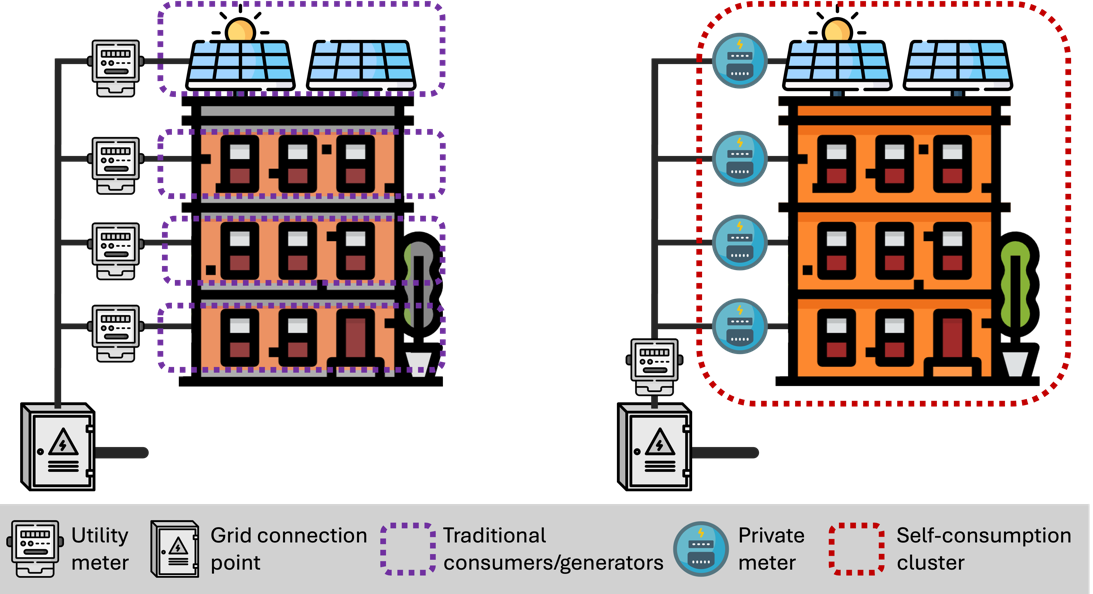 Utility
meter
Grid connection
point
Traditional
consumers/generators
Private
meter
Self-consumption
cluster